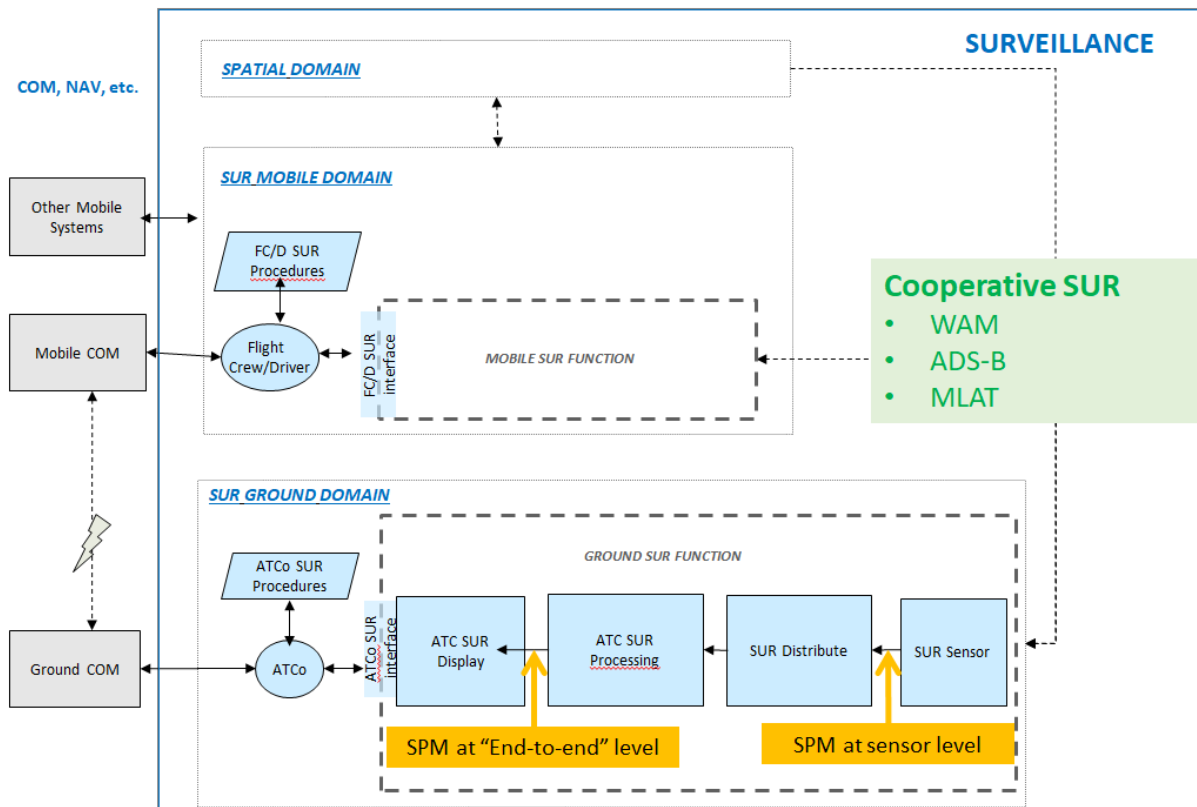 SURVEILLANCE
SPATIAL DOMAIN
COM, NAV, etc.
SUR MOBILE DOMAIN
Other Mobile
Systems
FC/D SUR
Procedures
Cooperative SUR
• WAM
• ADS-B
• MLAT
Mobile COM
Flight
Crew/Driver
FC/D SUR
interface
MOBILE SUR FUNCTION
SUR GROUND DOMAIN
GROUND SUR FUNCTION
ATCo SUR
Procedures
Ground COM
ATCo
ATCo SUR
interface
ATC SUR
Display
ATC SUR
Processing
SUR Distribute
SUR Sensor
SPM at “End-to-end” level
SPM at sensor level